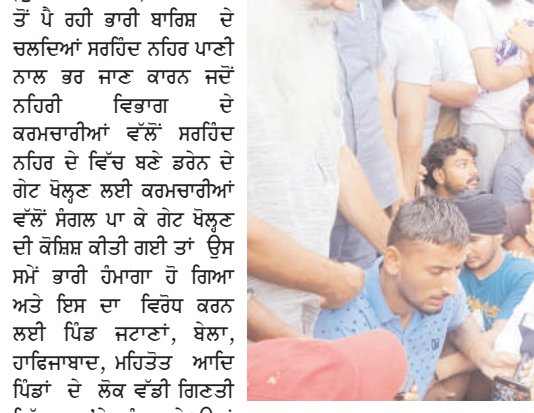 ਤੋਂ ਪੈ ਰਹੀ ਭਾਰੀ ਬਾਰਿਸ਼ ਦੇ
ਚਲਦਿਆਂ ਸਰਹਿੰਦ ਨਹਿਰ ਪਾਣੀ
ਨਾਲ ਭਰ ਜਾਣ ਕਾਰਨ ਜਦੋਂ
ਨਹਿਰੀ ਵਿਭਾਗ ਦੇ
ਕਰਮਚਾਰੀਆਂ ਵੱਲੋਂ ਸਰਹਿੰਦ
ਨਹਿਰ ਦੇ ਵਿੱਚ ਬਣੇ ਡਰੇਨ ਦੇ
ਗੇਟ ਖੋਲ੍ਹਣ ਲਈ ਕਰਮਚਾਰੀਆਂ
ਵੱਲੋਂ ਸੰਗਲ ਪਾ ਕੇ ਗੇਟ ਖੋਲ੍ਹਣ
ਦੀ ਕੋਸ਼ਿਸ਼ ਕੀਤੀ ਗਈ ਤਾਂ ਉਸ
ਸਮੇਂ ਭਾਰੀ ਹੰਮਾਗਾ ਹੋ ਗਿਆ
ਅਤੇ ਇਸ ਦਾ ਵਿਰੋਧ ਕਰਨ
ਲਈ ਪਿੰਡ ਜਟਾਣਾਂ, ਬੇਲਾ,
ਹਾਫਿਜਾਬਾਦ, ਮਹਿਤੋਤ ਆਦਿ
ਪਿੰਡਾਂ ਦੇ ਲੋਕ ਵੱਡੀ ਗਿਣਤੀ